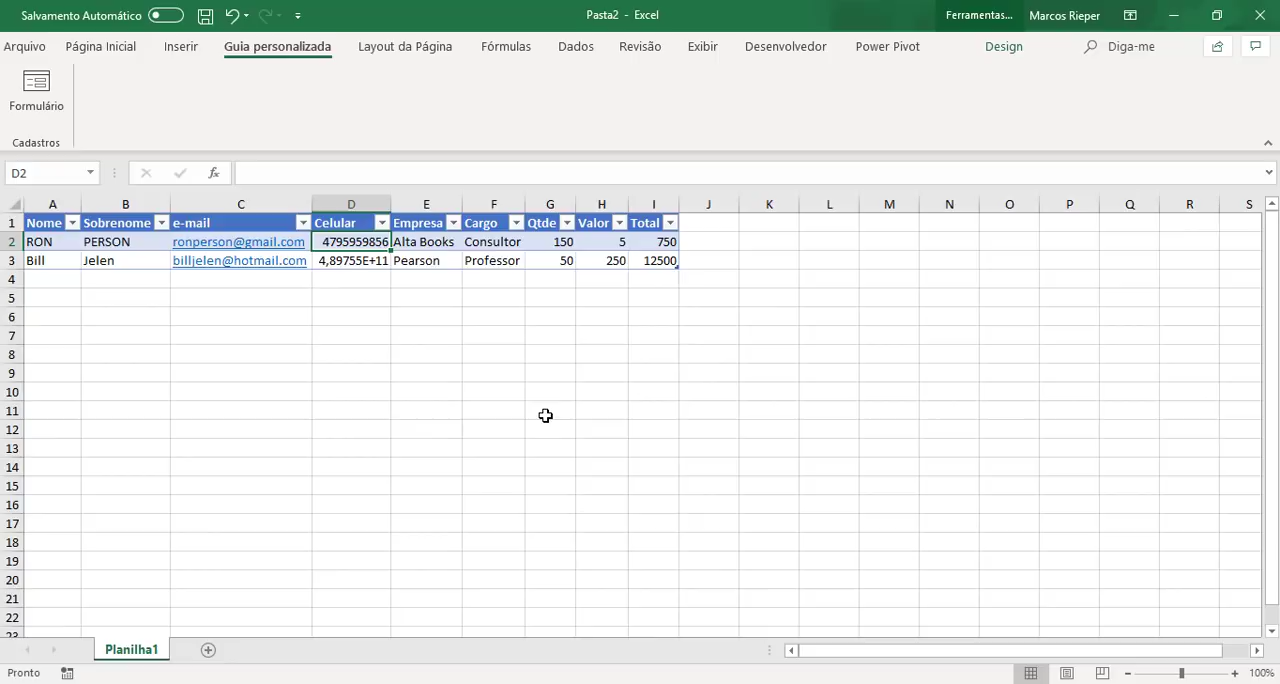 Salvamento Automático
Pasta2 - Excel
Ferramentas...
Marcos Rieper
Arquivo Página Inicial Inserir Guia personalizada Layout da Página Fórmulas Dados Revisão Exibir Desenvolvedor Power Pivot Design Diga-me
Formulário
Cadastros
D2 fx
A B C D E F G H I J K L M N O P Q R S
1 Nome Sobrenome e-mail Celular Empresa Cargo Qtde Valor Total
2 RON PERSON ronperson@gmail.com 4795959856 Alta Books Consultor 150 5 750
3 Bill Jelen billjelen@hotmail.com 4,89755E+11 Pearson Professor 50 250 12500
4
5
6
7
8
9
10
11
12
13
14
15
16
17
18
19
20
21
22
23
Planilha1
Pronto 100%